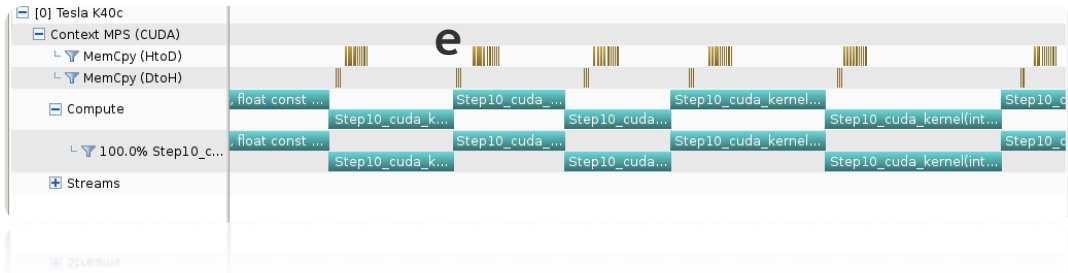 [0] Tesla K40c
Context MPS (CUDA)
e
MemCpy (HtoD)
MemCpy (DtoH)
Compute
, float const ...
Step10_cuda_k...
Step10_cuda_...
Step10_cuda...
Step10_cuda_kernel...
Step10_cuda_kernel(int...
Step10_c
100.0% Step10_c...
, float const ...
Step10_cuda_k...
Step10_cuda_...
Step10_cuda...
Step10_cuda_kernel...
Step10_cuda_kernel(int...
Step10_c
Streams